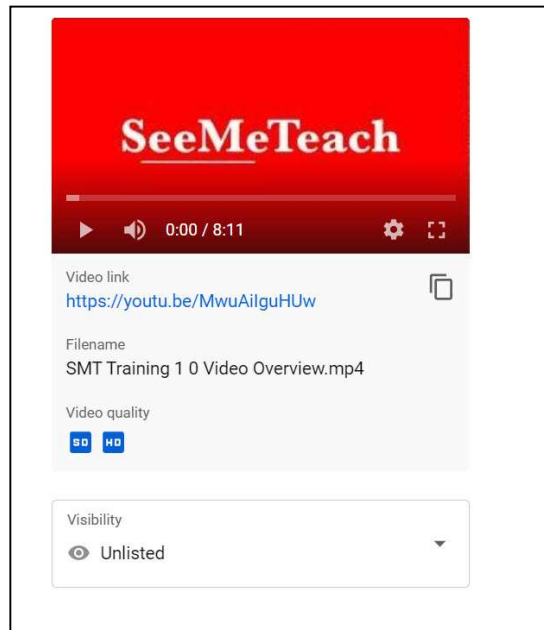 SeeMeTeach
0:00 / 8:11
Video link
https://youtu.be/MwuAilguHUw
Filename
SMT Training 1 0 Video Overview.mp4
Video quality
SD HD
Visibility
Unlisted